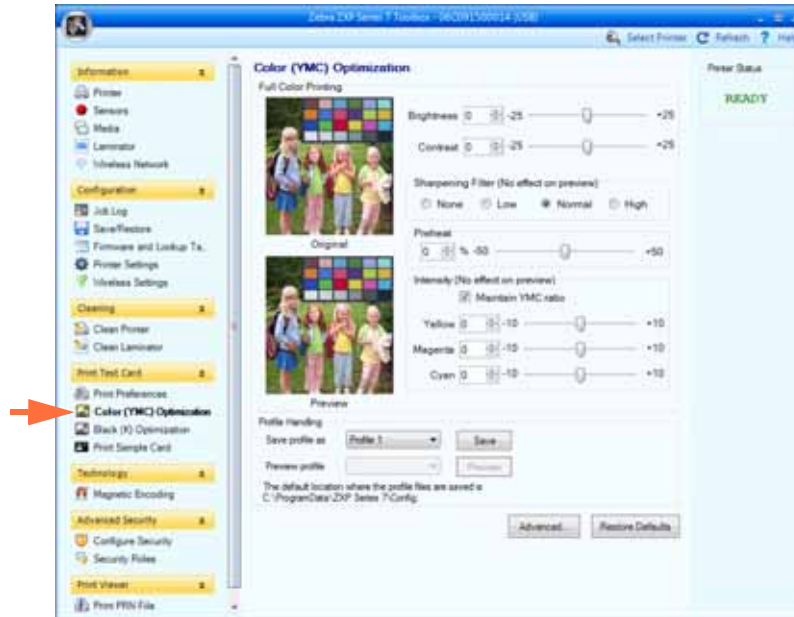 Zebra ZXP Series 7 Toolbox - 06C091500014 (USB)
Select Printer Refresh ? Help
Information
Printer
Sensors
Media
Laminator
Wireless Network
Configuration
Job Log
Save/Restore
Firmware and Lookup Ta..
Printer Settings
Wireless Settings
Cleaning
Clean Printer
Clean Laminator
Print Test Card
Print Preferences
Color (YMC) Optimization
Black (K) Optimization
Print Sample Card
Technology
Magnetic Encoding
Advanced Security
Configure Security
Security Roles
Print Viewer
Print PRN File
Color (YMC) Optimization
Full Color Printing
Original
Preview
Brightness 0 -25 +25
Contrast 0 -25 +25
Sharpening Filter (No effect on preview)
None Low Normal High
Preheat
0 % -50 +50
Intensity (No effect on preview)
Maintain YMC ratio
Yellow 0 -10 +10
Magenta 0 -10 +10
Cyan 0 -10 +10
Profile Handling
Save profile as Profile 1 Save
Preview profile Preview
The default location where the profile files are saved is
C:\ProgramData\ZXP Series 7\Config
Advanced... Restore Defaults
Printer Status
READY